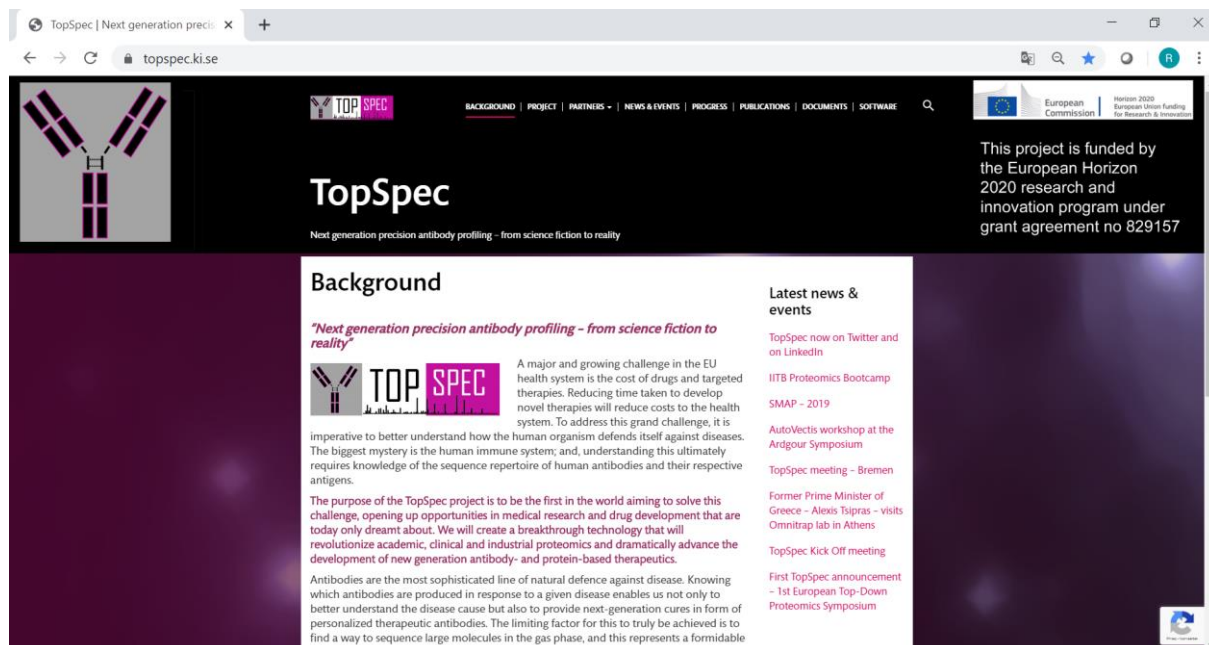 TopSpec | Next generation precis
topspec.ki.se
R
TOP SPEC
BACKGROUND | PROJECT | PARTNERS | NEWS & EVENTS | PROGRESS | PUBLICATIONS | DOCUMENTS | SOFTWARE
European
Commission
Horizon 2020
European Union funding
for Research & Innovation
This project is funded by
the European Horizon
2020 research and
innovation program under
grant agreement no 829157
TopSpec
Next generation precision antibody profiling – from science fiction to reality
Background
"Next generation precision antibody profiling – from science fiction to
reality"
TOP SPEC
A major and growing challenge in the EU
health system is the cost of drugs and targeted
therapies. Reducing time taken to develop
novel therapies will reduce costs to the health
system. To address this grand challenge, it is
imperative to better understand how the human organism defends itself against diseases.
The biggest mystery is the human immune system; and, understanding this ultimately
requires knowledge of the sequence repertoire of human antibodies and their respective
antigens.
The purpose of the TopSpec project is to be the first in the world aiming to solve this
challenge, opening up opportunities in medical research and drug development that are
today only dreamt about. We will create a breakthrough technology that will
revolutionize academic, clinical and industrial proteomics and dramatically advance the
development of new generation antibody- and protein-based therapeutics.
Antibodies are the most sophisticated line of natural defence against disease. Knowing
which antibodies are produced in response to a given disease enables us not only to
better understand the disease cause but also to provide next-generation cures in form of
personalized therapeutic antibodies. The limiting factor for this to truly be achieved is to
find a way to sequence large molecules in the gas phase, and this represents a formidable
Latest news &
events
TopSpec now on Twitter and
on LinkedIn
IITB Proteomics Bootcamp
SMAP – 2019
AutoVectis workshop at the
Ardgour Symposium
TopSpec meeting – Bremen
Former Prime Minister of
Greece – Alexis Tsipras – visits
Omnitrap lab in Athens
TopSpec Kick Off meeting
First TopSpec announcement
– 1st European Top-Down
Proteomics Symposium